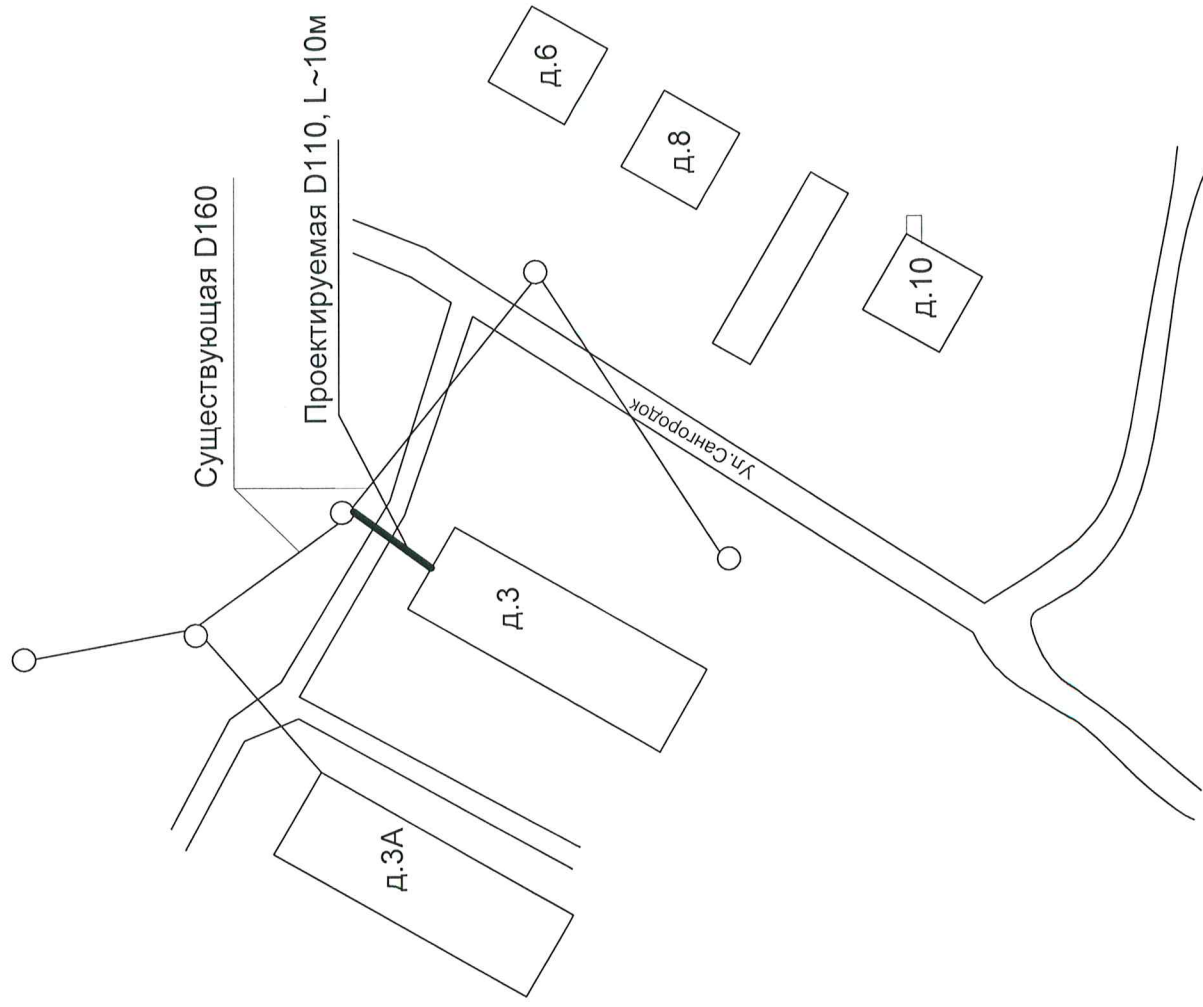 Существующая D160
Проектируемая D110, L~10м
д.6
д.8
д.10
Ул.Сангородок
д.3
д.3А